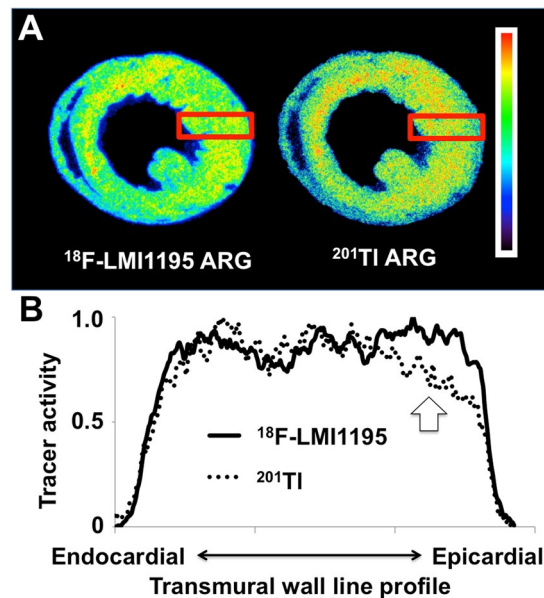 A
¹⁸F-LMI1195 ARG
²⁰¹Tl ARG
B
1.0
0.5
0
Tracer activity
¹⁸F-LMI1195
²⁰¹Tl
Endocardial
Epicardial
Transmural wall line profile